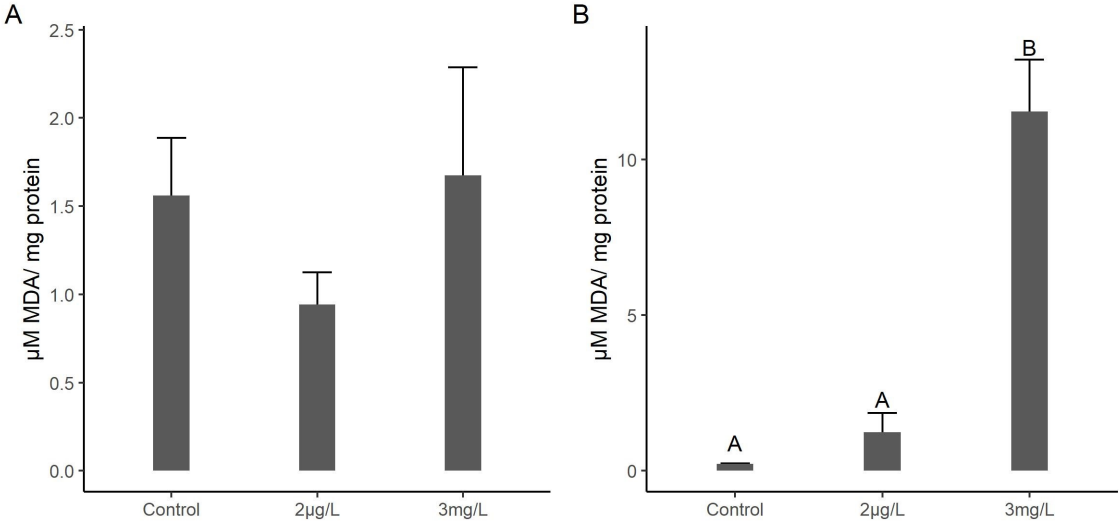 A
2.5
2.0
1.5
1.0
0.5
0.0
µM MDA/ mg protein
Control
2µg/L
3mg/L
B
10
5
0
µM MDA/ mg protein
A
A
B
Control
2µg/L
3mg/L